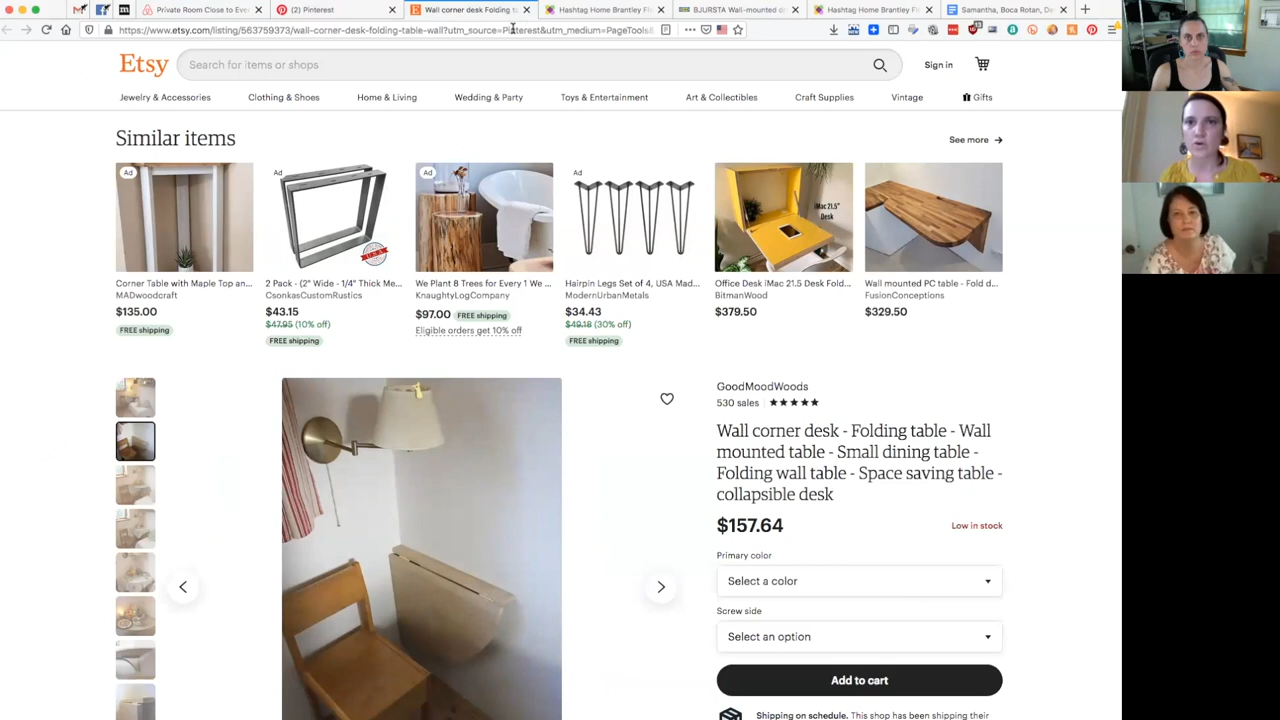 Private Room Close to Ever
(2) Pinterest
Wall corner desk Folding ta
Hashtag Home Brantley Fl
BJURSTA Wall-mounted d
Hashtag Home Brantley Fl
Samantha, Boca Rotan, De
https://www.etsy.com/listing/563759373/wall-corner-desk-folding-table-wall?utm_source=Pinterest&utm_medium=PageTools&
Etsy
Search for items or shops
Sign in
Jewelry & Accessories
Clothing & Shoes
Home & Living
Wedding & Party
Toys & Entertainment
Art & Collectibles
Craft Supplies
Vintage
Gifts
Similar items
See more
Ad
Ad
Ad
Ad
iMac 21.5"
Desk
Corner Table with Maple Top an...
MADwoodcraft
$135.00
FREE shipping
2 Pack - (2" Wide - 1/4" Thick Me...
CsonkasCustomRustics
$43.15
$47.95 (10% off)
FREE shipping
We Plant 8 Trees for Every 1 We ...
KnaughtyLogCompany
$97.00 FREE shipping
Eligible orders get 10% off
Hairpin Legs Set of 4, USA Mad...
ModernUrbanMetals
$34.43
$49.18 (30% off)
FREE shipping
Office Desk iMac 21.5 Desk Fold...
BitmanWood
$379.50
Wall mounted PC table - Fold d...
FusionConceptions
$329.50
GoodMoodWoods
530 sales
Wall corner desk - Folding table - Wall
mounted table - Small dining table -
Folding wall table - Space saving table -
collapsible desk
$157.64
Low in stock
Primary color
Select a color
Screw side
Select an option
Add to cart
Shipping on schedule. This shop has been shipping their